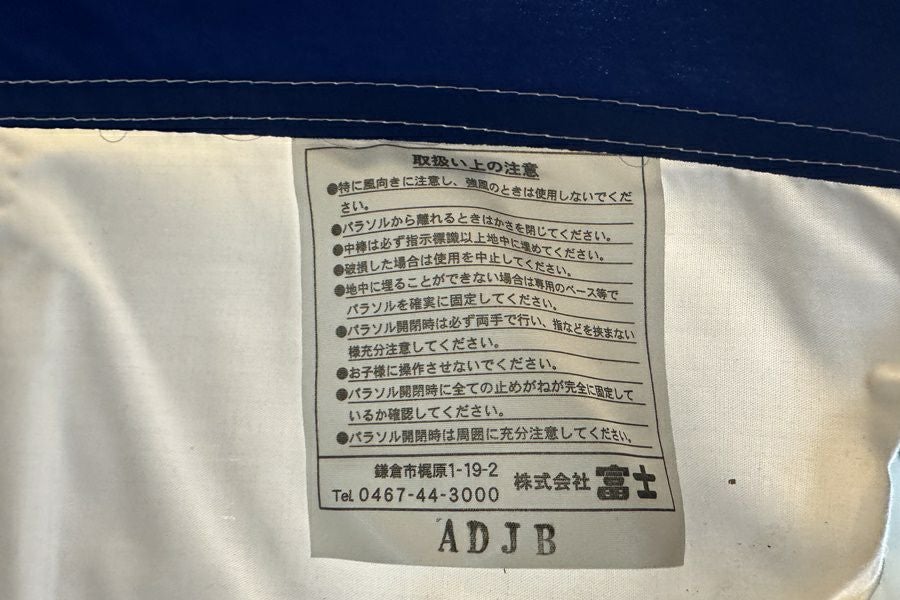 取扱い上の注意
●特に風向きに注意し、強風のときは使用しないでくだ
さい。
●パラソルから離れるときはかさを閉じてください。
●中棒は必ず指示標識以上地中に埋めてください。
●破損した場合は使用を中止してください。
●地中に埋ることができない場合は専用のベース等で
パラソルを確実に固定してください。
●パラソル開閉時は必ず両手で行い、指などを挟まない
様充分注意してください。
●お子様に操作させないでください。
●パラソル開閉時に全ての止めがねが完全に固定して
いるか確認してください。
●パラソル開閉時は周囲に充分注意してください。
鎌倉市梶原1-19-2
Tel. 0467-44-3000
株式会社 富士
ADJB